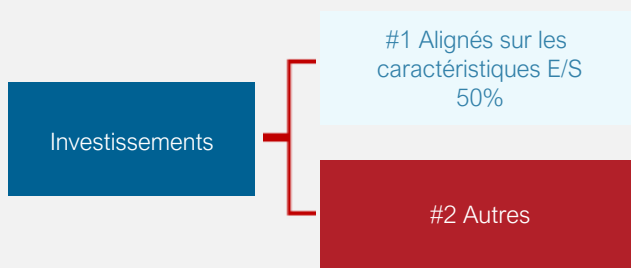 #1 Alignés sur les
caractéristiques E/S
50%
Investissements
#2 Autres